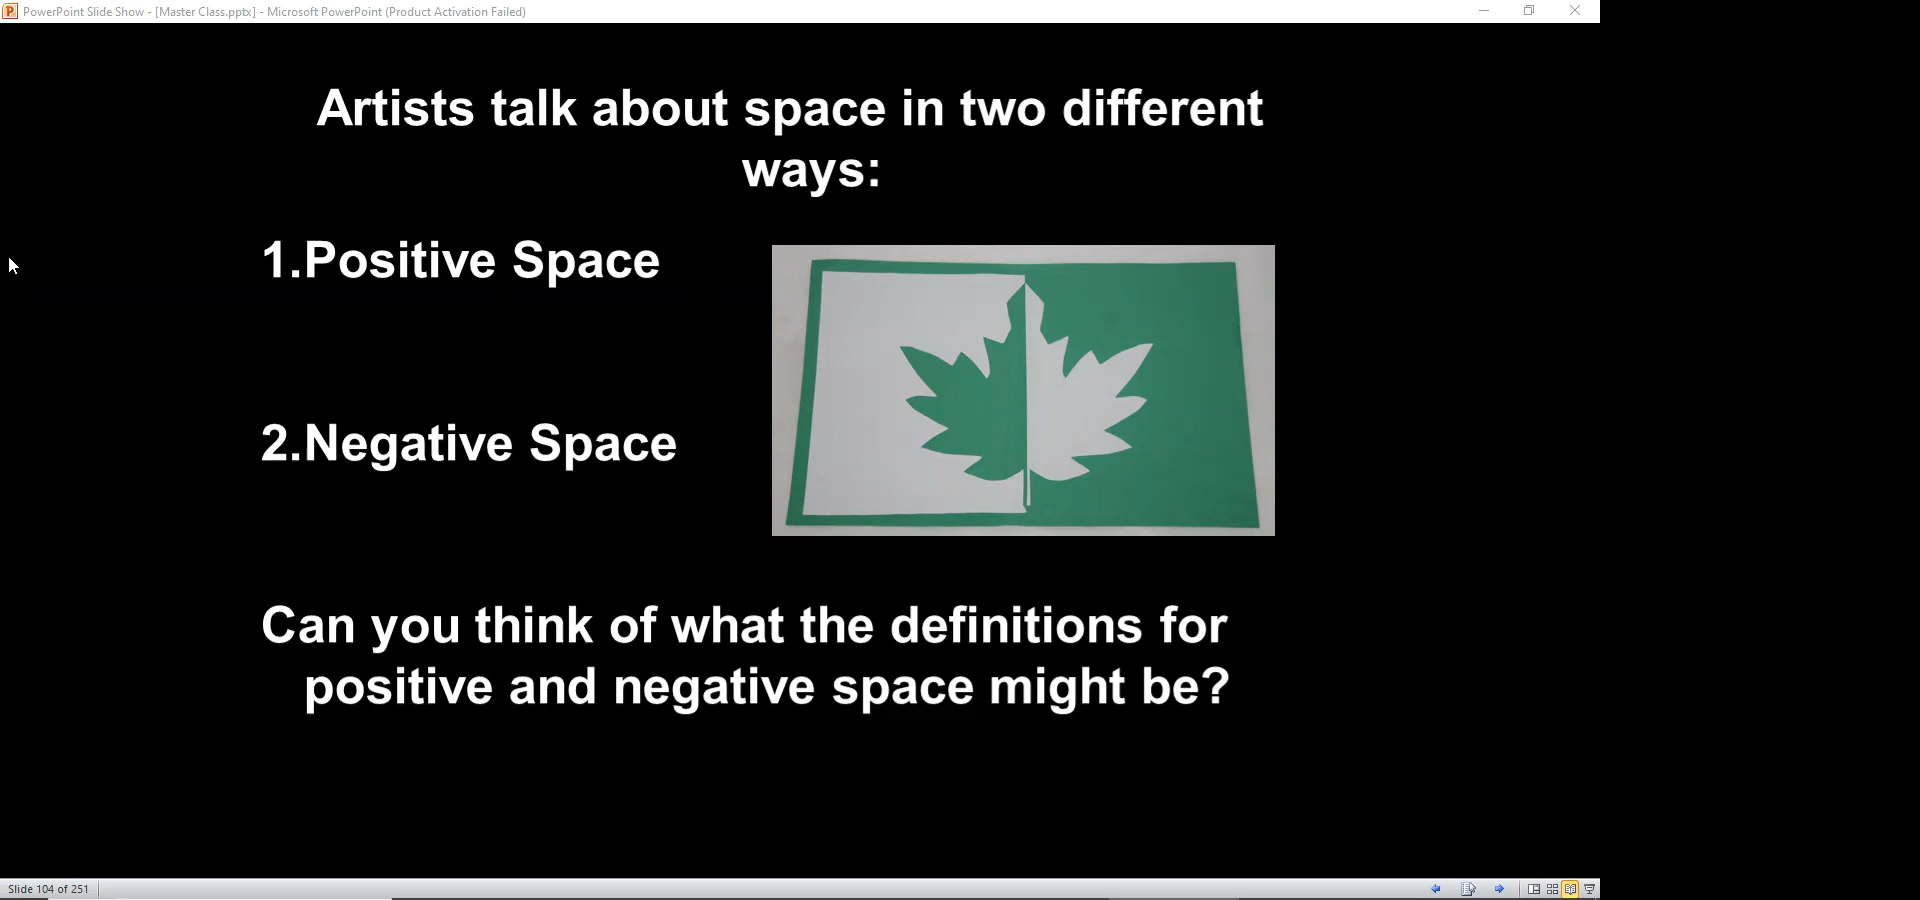 PowerPoint Slide Show - [Master Class.pptx] - Microsoft PowerPoint (Product Activation Failed)
Artists talk about space in two different
ways:
1.Positive Space
2.Negative Space
Can you think of what the definitions for
positive and negative space might be?
Slide 104 of 251